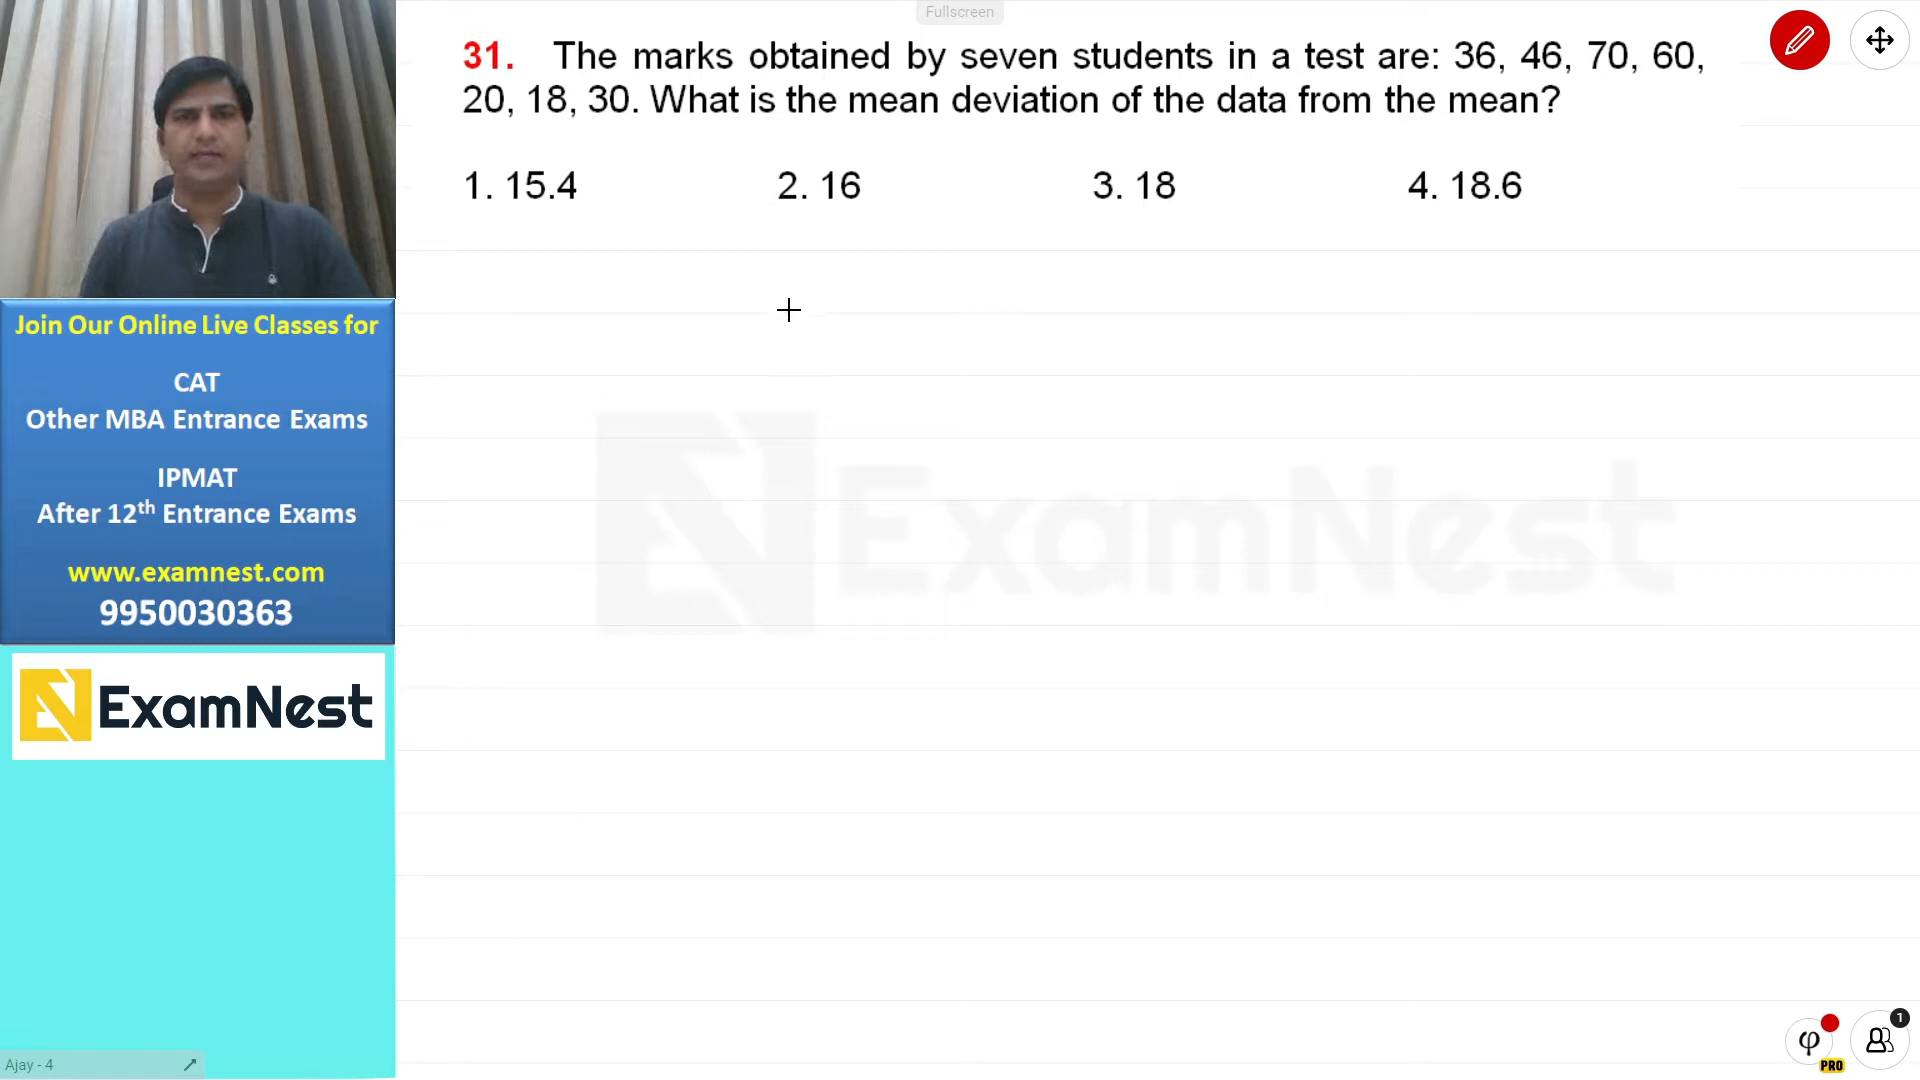 Fullscreen
31. The marks obtained by seven students in a test are: 36, 46, 70, 60,
20, 18, 30. What is the mean deviation of the data from the mean?
1. 15.4 2. 16 3. 18 4. 18.6
Join Our Online Live Classes for
CAT
Other MBA Entrance Exams
IPMAT
After 12th Entrance Exams
www.examnest.com
9950030363
ExamNest
ExamNest
Ajay - 4
φ
PRO
1